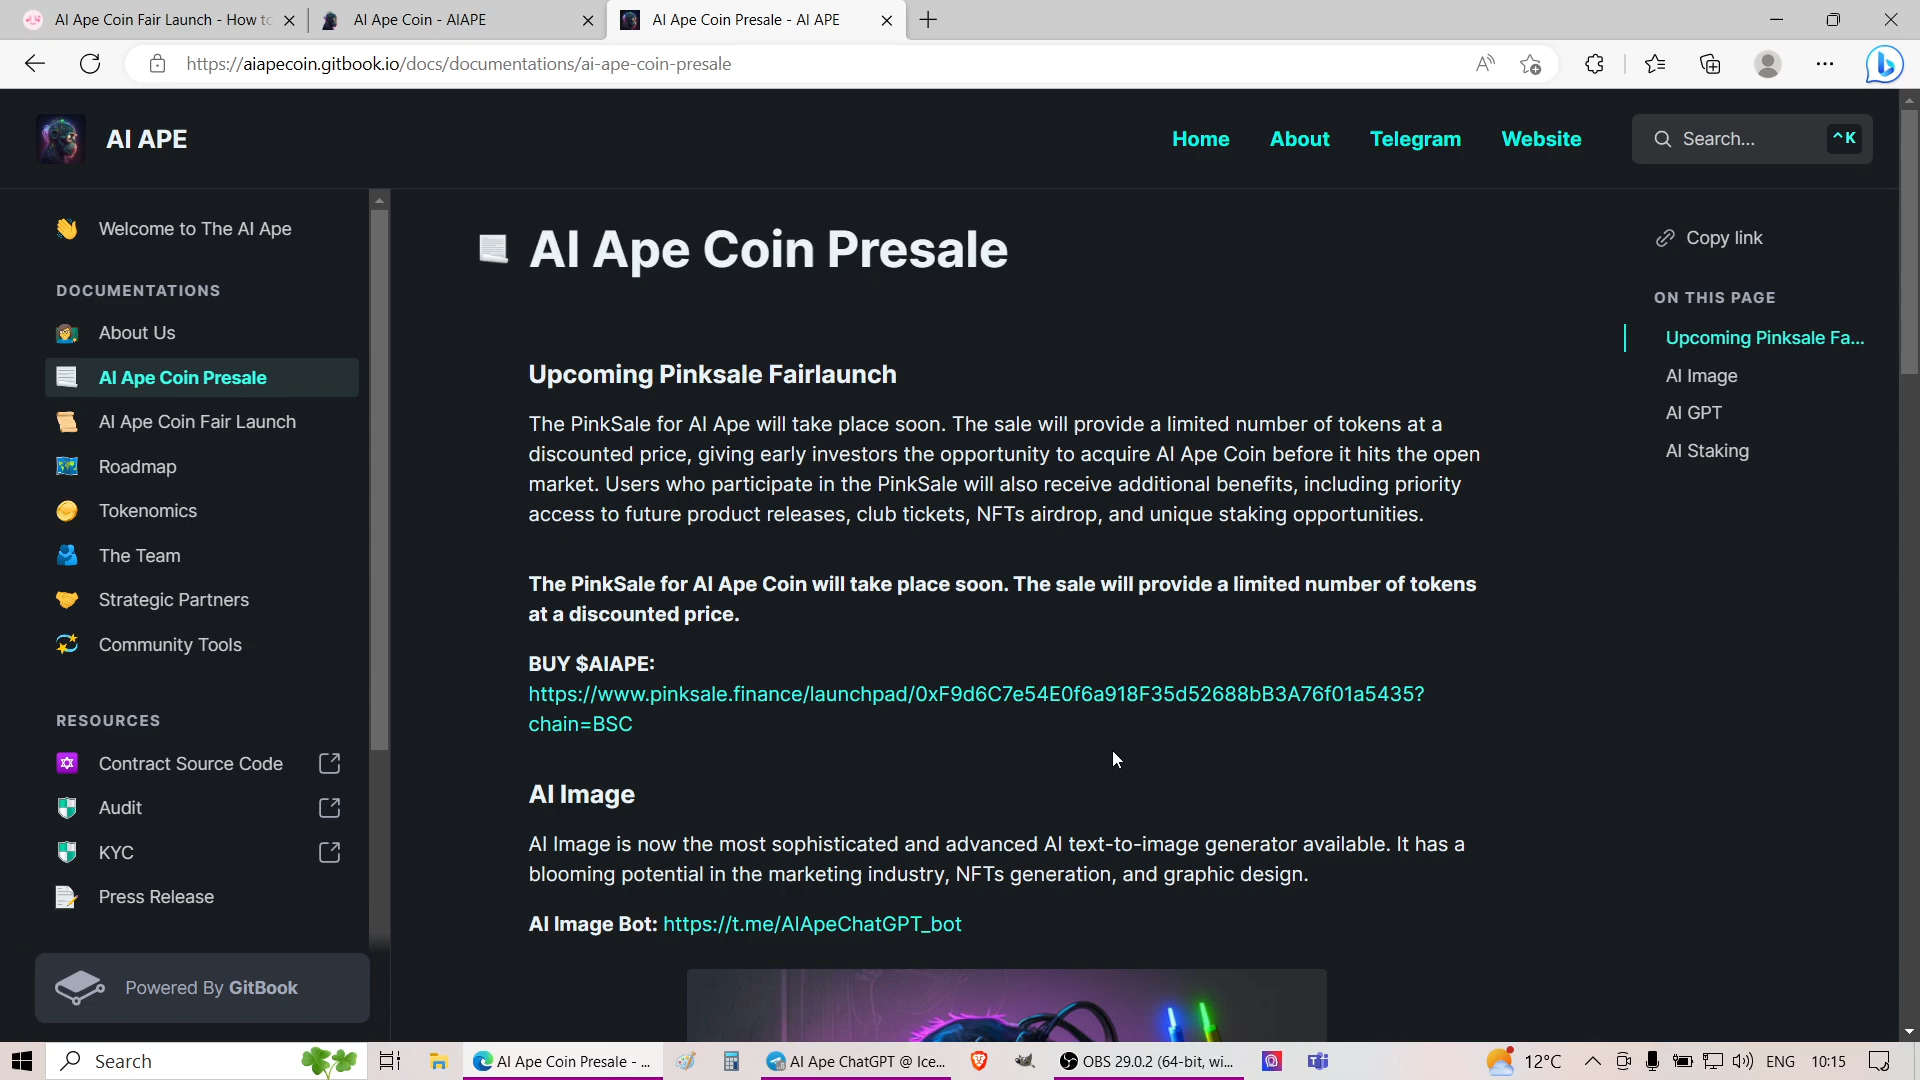 AI Ape Coin Fair Launch - How to
AI Ape Coin - AIAPE
AI Ape Coin Presale - AI APE
https://aiapecoin.gitbook.io/docs/documentations/ai-ape-coin-presale
AI APE
Home
About
Telegram
Website
Search...
^K
Welcome to The AI Ape
DOCUMENTATIONS
About Us
AI Ape Coin Presale
AI Ape Coin Fair Launch
Roadmap
Tokenomics
The Team
Strategic Partners
Community Tools
RESOURCES
Contract Source Code
Audit
KYC
Press Release
Powered By GitBook
AI Ape Coin Presale
Upcoming Pinksale Fairlaunch
The PinkSale for AI Ape will take place soon. The sale will provide a limited number of tokens at a
discounted price, giving early investors the opportunity to acquire AI Ape Coin before it hits the open
market. Users who participate in the PinkSale will also receive additional benefits, including priority
access to future product releases, club tickets, NFTs airdrop, and unique staking opportunities.
The PinkSale for AI Ape Coin will take place soon. The sale will provide a limited number of tokens
at a discounted price.
BUY $AIAPE:
https://www.pinksale.finance/launchpad/0xF9d6C7e54E0f6a918F35d52688bB3A76f01a5435?
chain=BSC
AI Image
AI Image is now the most sophisticated and advanced AI text-to-image generator available. It has a
blooming potential in the marketing industry, NFTs generation, and graphic design.
AI Image Bot: https://t.me/AIApeChatGPT_bot
Copy link
ON THIS PAGE
Upcoming Pinksale Fa...
AI Image
AI GPT
AI Staking
Search
AI Ape Coin Presale - ...
AI Ape ChatGPT @ Ice...
OBS 29.0.2 (64-bit, wi...
12°C
ENG
10:15